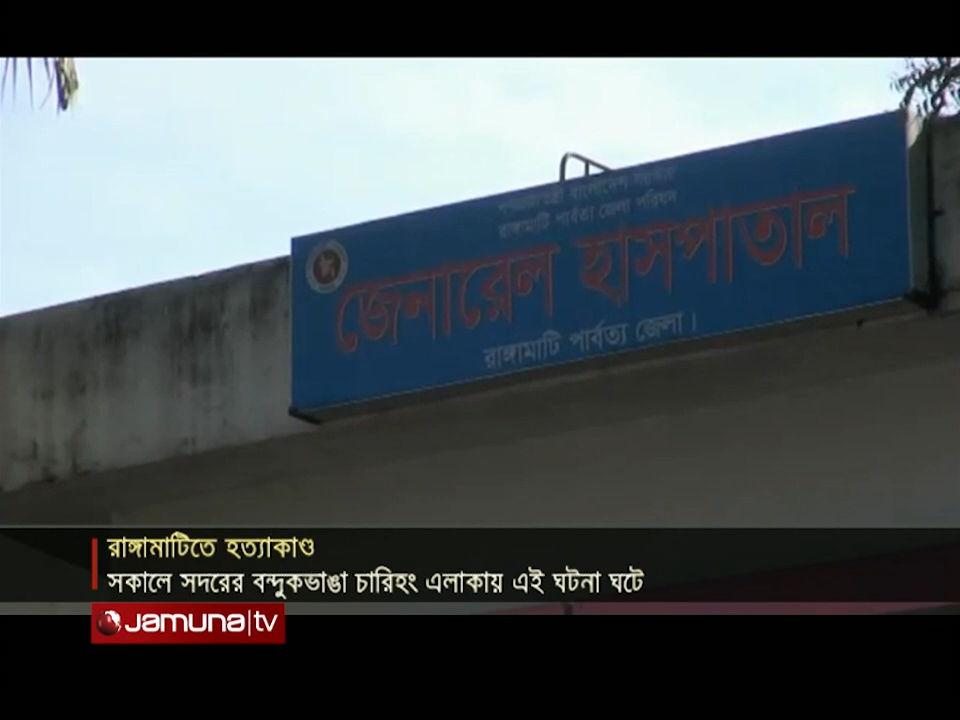 গণপ্রজাতন্ত্রী বাংলাদেশ সরকার
রাঙ্গামাটি পার্বত্য জেলা পরিষদ
জেনারেল হাসপাতাল
রাঙ্গামাটি পার্বত্য জেলা।
রাঙ্গামাটিতে হত্যাকাণ্ড
সকালে সদরের বন্দুকভাঙা চারিহং এলাকায় এই ঘটনা ঘটে
Jamuna|tv